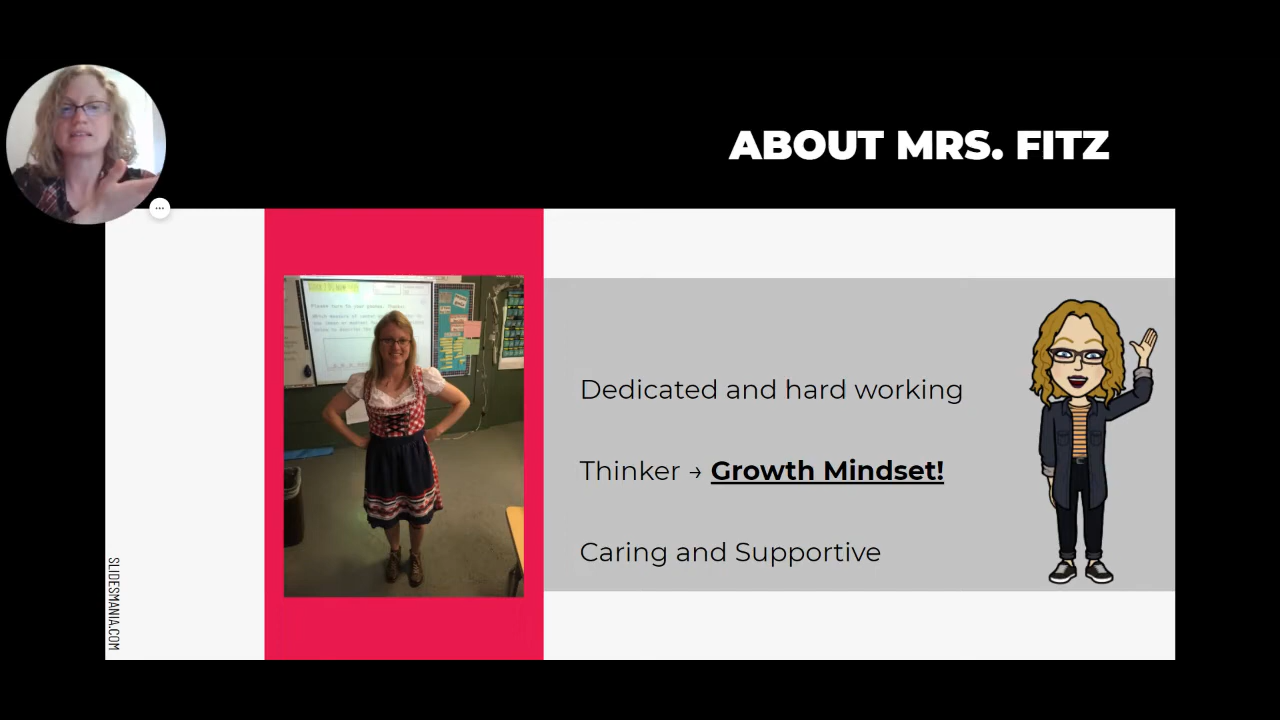 ABOUT MRS. FITZ
Dedicated and hard working
Thinker → Growth Mindset!
Caring and Supportive
SLIDESMANIA.COM